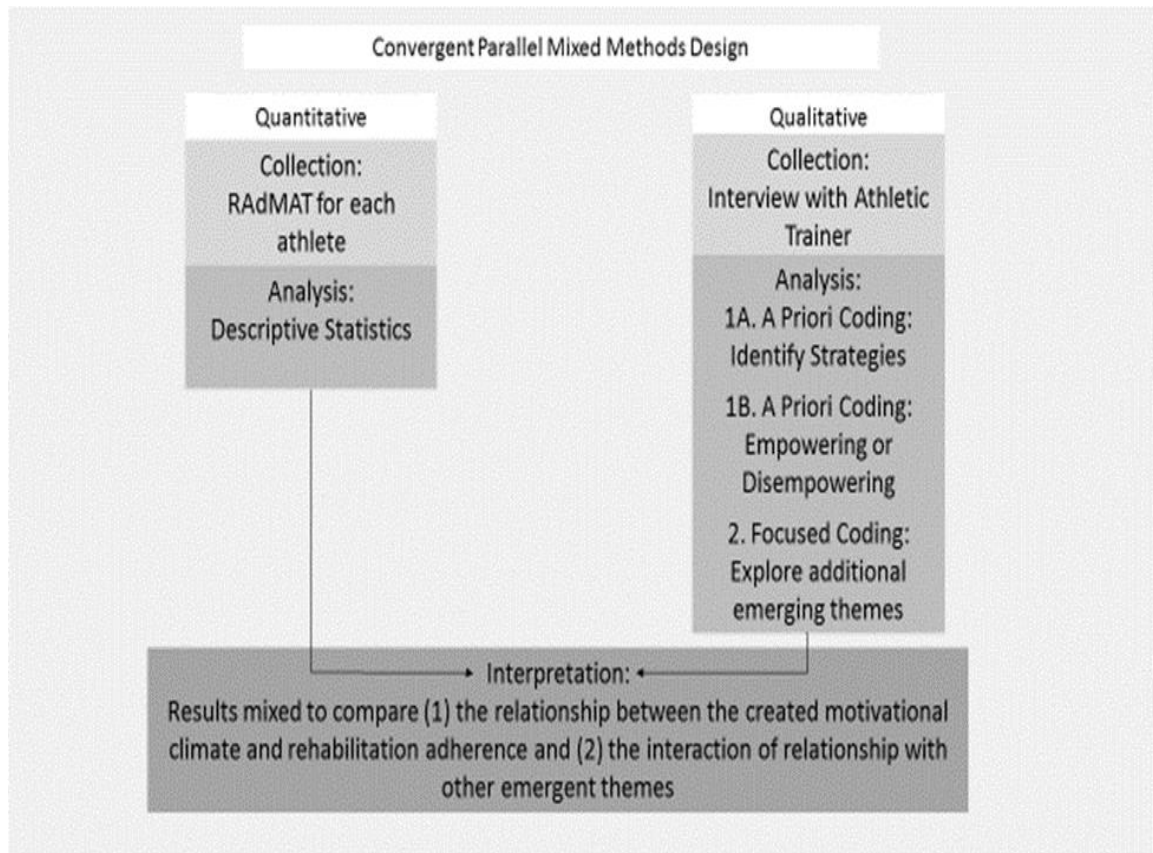 Convergent Parallel Mixed Methods Design
Quantitative
Collection:
RAdMAT for each
athlete
Analysis:
Descriptive Statistics
Qualitative
Collection:
Interview with Athletic
Trainer
Analysis:
1A. A Priori Coding:
Identify Strategies
1B. A Priori Coding:
Empowering or
Disempowering
2. Focused Coding:
Explore additional
emerging themes
Interpretation:
Results mixed to compare (1) the relationship between the created motivational
climate and rehabilitation adherence and (2) the interaction of relationship with
other emergent themes